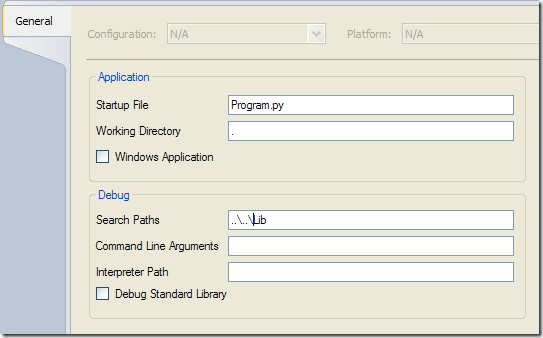 General
Configuration: N/A Platform: N/A
Application
Startup File Program.py
Working Directory .
Windows Application
Debug
Search Paths ..\..\Lib
Command Line Arguments
Interpreter Path
Debug Standard Library